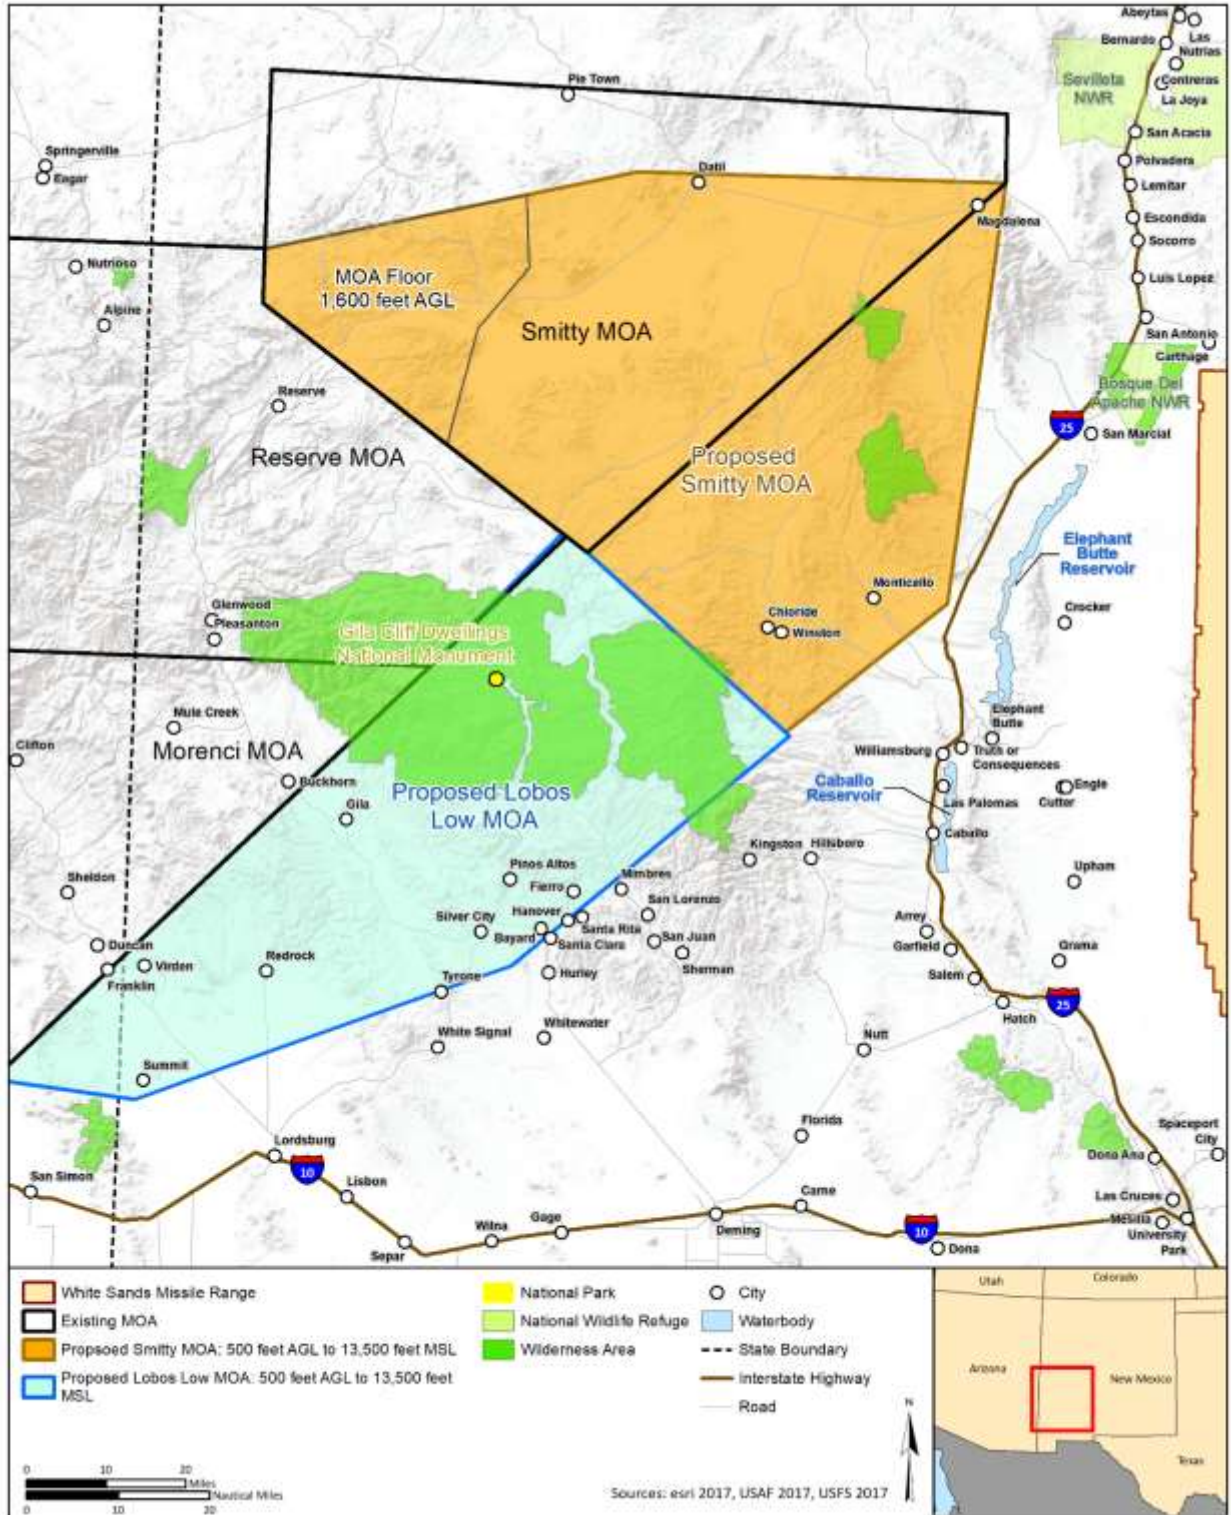 Abeytas
Las
Nutrias
Bernardo
Contreras
La Joya
Sevilleta
NWR
Pie Town
San Acacia
Polvadera
Springerville
Eagar
Datil
Lemitar
Magdalena
Escondida
Socorro
Nutrioso
MOA Floor
1,600 feet AGL
Luis Lopez
Alpine
Smitty MOA
San Antonio
Carthage
Bosque Del
Apache NWR
Reserve
25
San Marcial
Reserve MOA
Proposed
Smitty MOA
Elephant
Butte
Reservoir
Monticello
Glenwood
Pleasanton
Chloride
Winston
Crocker
Gila Cliff Dwellings
National Monument
Mule Creek
Elephant
Butte
Clifton
Morenci MOA
Williamsburg
Truth or
Consequences
Buckhorn
Caballo
Reservoir
Engle
Cutter
Las Palomas
Gila
Proposed Lobos
Low MOA
Caballo
Kingston
Hillsboro
Pinos Altos
Mimbres
Upham
Sheldon
Fierro
San Lorenzo
Silver City
Hanover
Santa Rita
Arrey
Bayard
Santa Clara
San Juan
Garfield
Grama
Duncan
Virden
Redrock
Sherman
Franklin
Hurley
Salem
Tyrone
25
Hatch
White Signal
Whitewater
Nutt
Summit
Florida
Spaceport
City
Lordsburg
Dona Ana
San Simon
10
Lisbon
Came
Las Cruces
Gage
Wilna
Deming
Mesilla
University
Park
10
Separ
Dona
White Sands Missile Range
Existing MOA
Propsoed Smitty MOA: 500 feet AGL to 13,500 feet MSL
Proposed Lobos Low MOA: 500 feet AGL to 13,500 feet
MSL
National Park
National Wildlife Refuge
Wilderness Area
City
Waterbody
State Boundary
Interstate Highway
Road
Utah
Colorado
Arizona
New Mexico
Texas
N
0 10 20
Miles
Nautical Miles
0 10 20
Sources: esri 2017, USAF 2017, USFS 2017